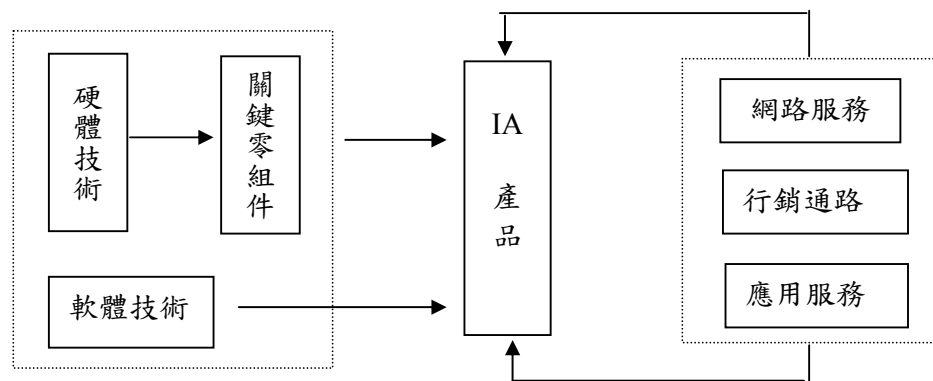 硬體技術
關鍵零組件
軟體技術
IA
產品
網路服務
行銷通路
應用服務